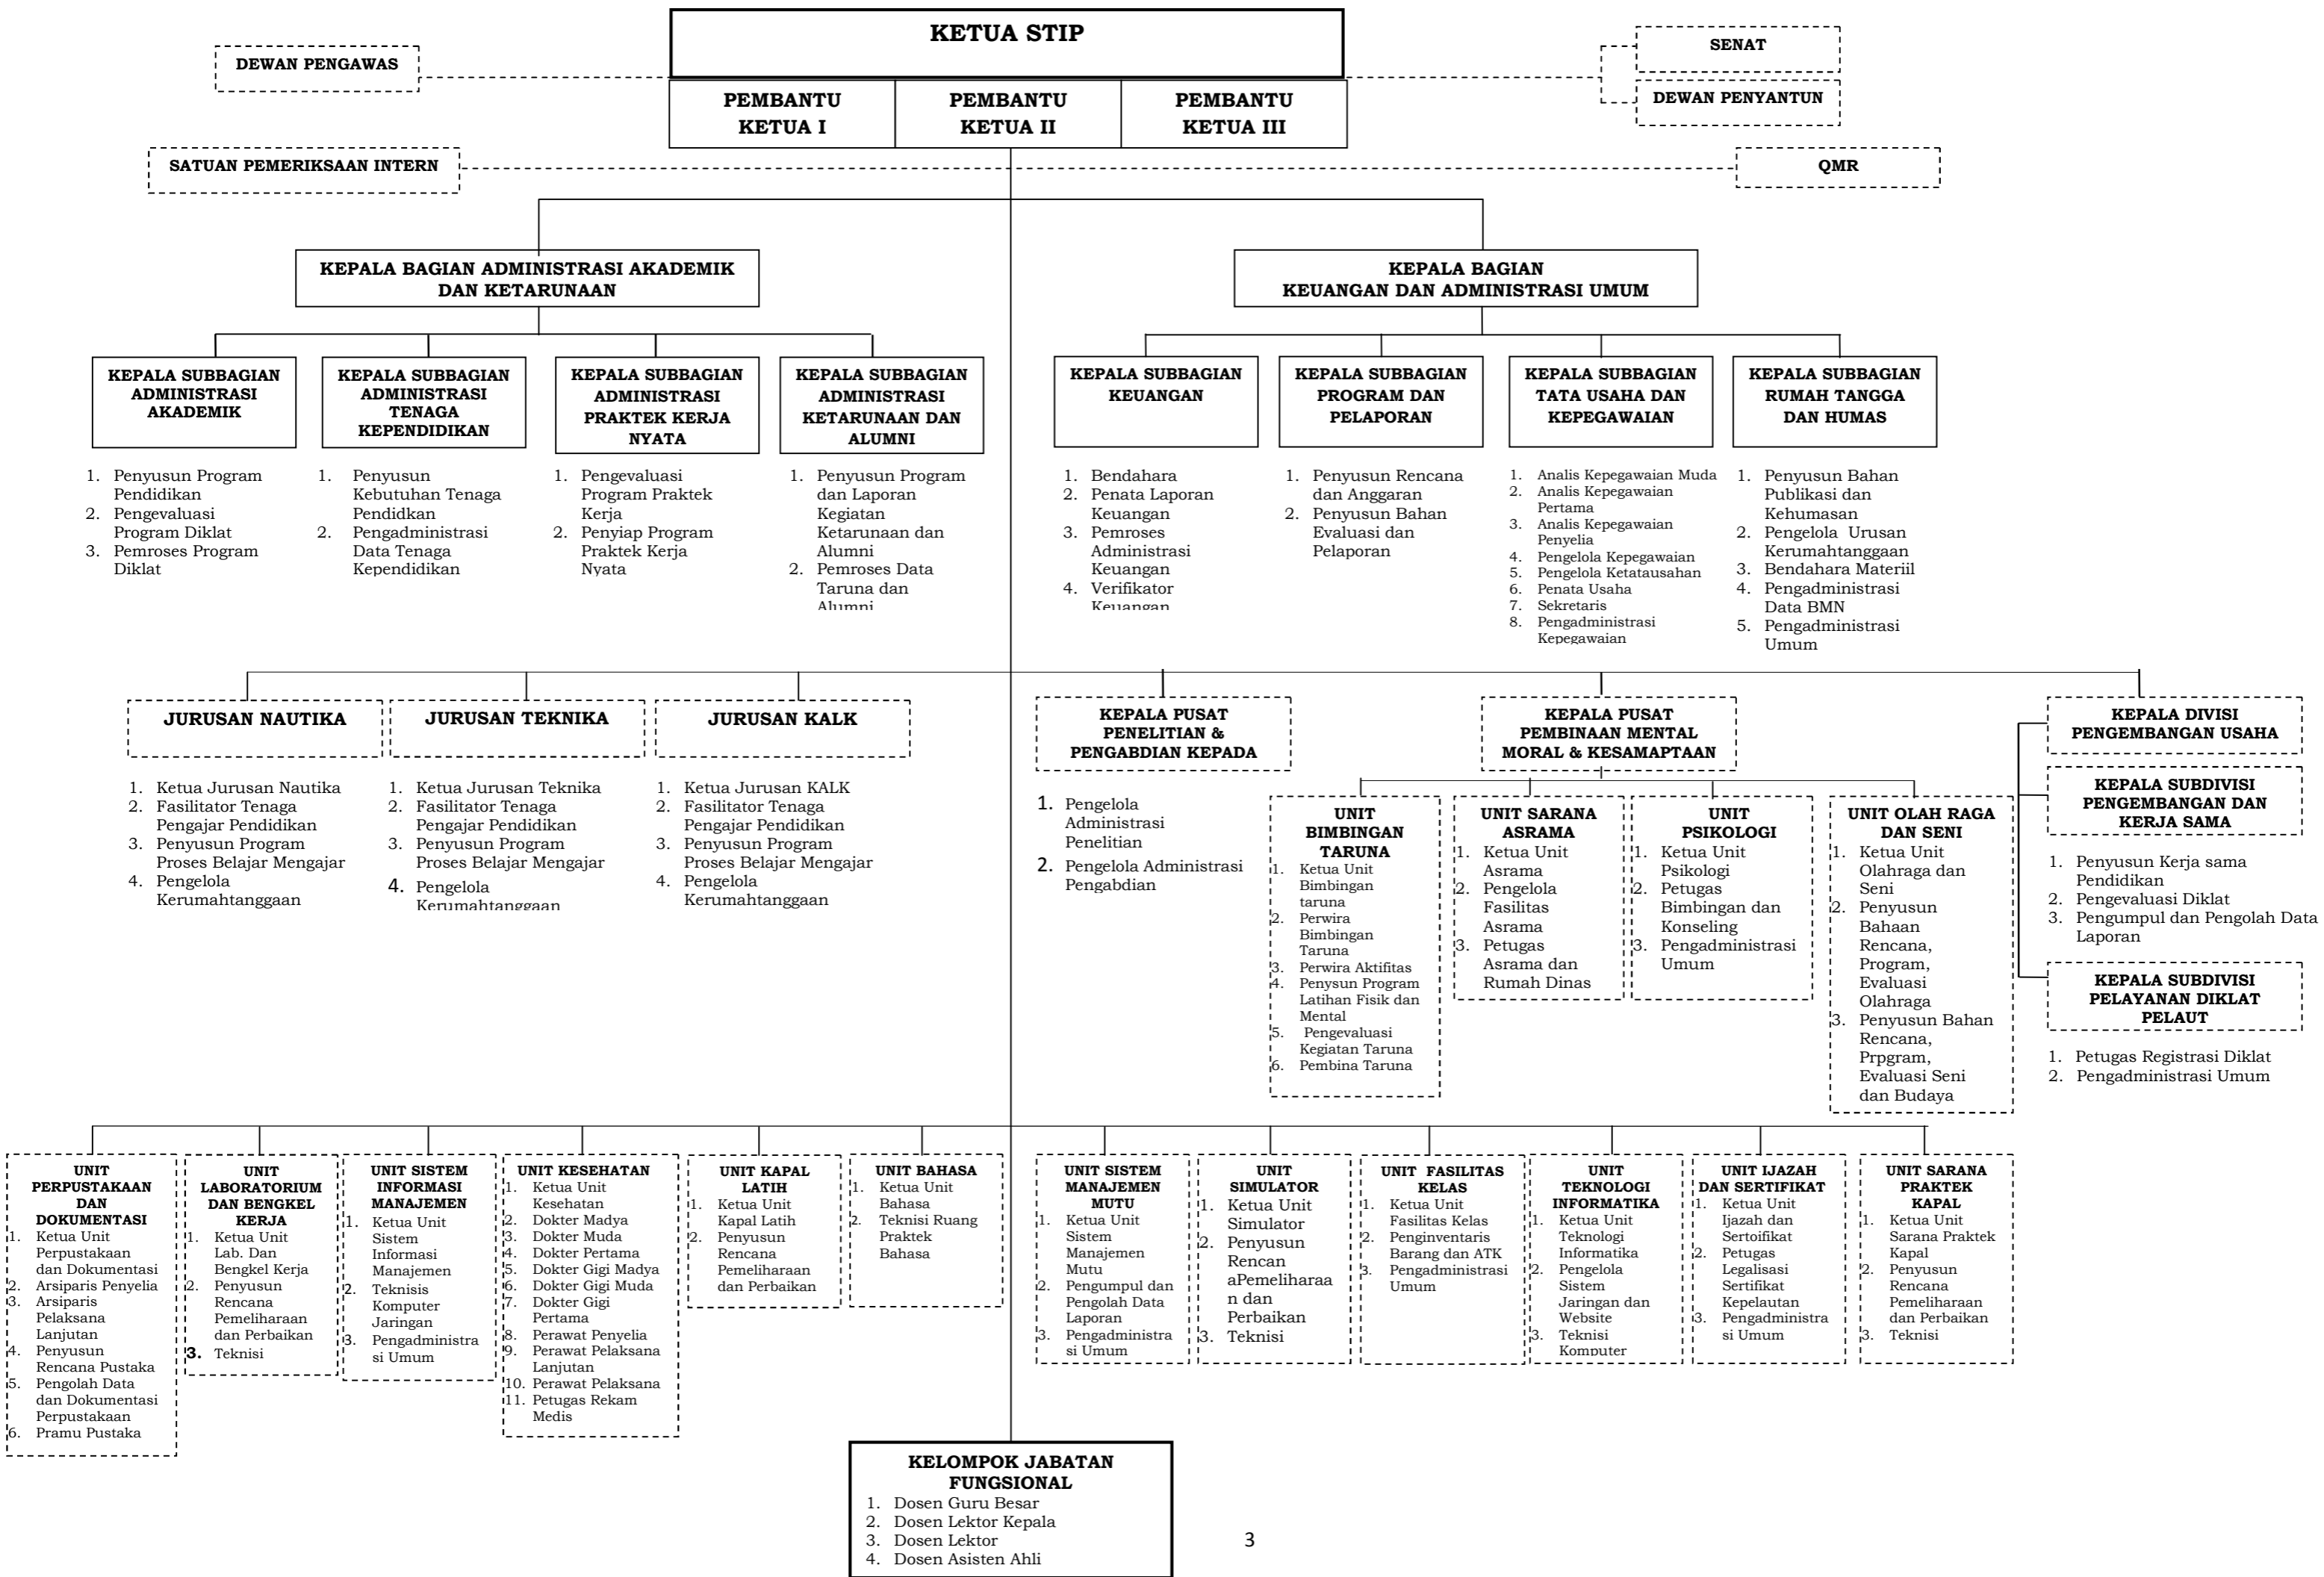 KETUA STIP
DEWAN PENGAWAS
SENAT
DEWAN PENYANTUN
PEMBANTU
KETUA I
PEMBANTU
KETUA II
PEMBANTU
KETUA III
SATUAN PEMERIKSAAN INTERN
QMR
KEPALA BAGIAN ADMINISTRASI AKADEMIK
DAN KETARUNAAN
KEPALA BAGIAN
KEUANGAN DAN ADMINISTRASI UMUM
KEPALA SUBBAGIAN
ADMINISTRASI
AKADEMIK
1. Penyusun Program
Pendidikan
2. Pengevaluasi
Program Diklat
3. Pemroses Program
Diklat
KEPALA SUBBAGIAN
ADMINISTRASI
TENAGA
KEPENDIDIKAN
1. Penyusun
Kebutuhan Tenaga
Pendidkan
2. Pengadministrasi
Data Tenaga
Kependidikan
KEPALA SUBBAGIAN
ADMINISTRASI
PRAKTEK KERJA
NYATA
1. Pengevaluasi
Program Praktek
Kerja
2. Penyiap Program
Praktek Kerja
Nyata
KEPALA SUBBAGIAN
ADMINISTRASI
KETARUNAAN DAN
ALUMNI
1. Penyusun Program
dan Laporan
Kegiatan
Ketarunaan dan
Alumni
2. Pemroses Data
Taruna dan
Alumni
KEPALA SUBBAGIAN
KEUANGAN
1. Bendahara
2. Penata Laporan
Keuangan
3. Pemroses
Administrasi
Keuangan
4. Verifikator
Keuangan
KEPALA SUBBAGIAN
PROGRAM DAN
PELAPORAN
1. Penyusun Rencana
dan Anggaran
2. Penyusun Bahan
Evaluasi dan
Pelaporan
KEPALA SUBBAGIAN
TATA USAHA DAN
KEPEGAWAIAN
1. Analis Kepegawaian Muda
2. Analis Kepegawaian
Pertama
3. Analis Kepegawaian
Penyelia
4. Pengelola Kepegawaian
5. Pengelola Ketatausahan
6. Penata Usaha
7. Sekretaris
8. Pengadministrasi
Kepegawaian
KEPALA SUBBAGIAN
RUMAH TANGGA
DAN HUMAS
1. Penyusun Bahan
Publikasi dan
Kehumasan
2. Pengelola Urusan
Kerumahtanggaan
3. Bendahara Materiil
4. Pengadministrasi
Data BMN
5. Pengadministrasi
Umum
JURUSAN NAUTIKA
1. Ketua Jurusan Nautika
2. Fasilitator Tenaga
Pengajar Pendidikan
3. Penyusun Program
Proses Belajar Mengajar
4. Pengelola
Kerumahtanggaan
JURUSAN TEKNIKA
1. Ketua Jurusan Teknika
2. Fasilitator Tenaga
Pengajar Pendidikan
3. Penyusun Program
Proses Belajar Mengajar
4. Pengelola
Kerumahtanggaan
JURUSAN KALK
1. Ketua Jurusan KALK
2. Fasilitator Tenaga
Pengajar Pendidikan
3. Penyusun Program
Proses Belajar Mengajar
4. Pengelola
Kerumahtanggaan
KEPALA PUSAT
PENELITIAN &
PENGABDIAN KEPADA
1. Pengelola
Administrasi
Penelitian
2. Pengelola Administrasi
Pengabdian
KEPALA PUSAT
PEMBINAAN MENTAL
MORAL & KESAMAPTAAN
UNIT
BIMBINGAN
TARUNA
1. Ketua Unit
Bimbingan
taruna
2. Perwira
Bimbingan
Taruna
3. Perwira Aktifitas
4. Penysun Program
Latihan Fisik dan
Mental
5. Pengevaluasi
Kegiatan Taruna
6. Pembina Taruna
UNIT SARANA
ASRAMA
1. Ketua Unit
Asrama
2. Pengelola
Fasilitas
Asrama
3. Petugas
Asrama dan
Rumah Dinas
UNIT
PSIKOLOGI
1. Ketua Unit
Psikologi
2. Petugas
Bimbingan dan
Konseling
3. Pengadministrasi
Umum
UNIT OLAH RAGA
DAN SENI
1. Ketua Unit
Olahraga dan
Seni
2. Penyusun
Bahaan
Rencana,
Program,
Evaluasi
Olahraga
3. Penyusun Bahan
Rencana,
Prpgram,
Evaluasi Seni
dan Budaya
KEPALA DIVISI
PENGEMBANGAN USAHA
KEPALA SUBDIVISI
PENGEMBANGAN DAN
KERJA SAMA
1. Penyusun Kerja sama
Pendidikan
2. Pengevaluasi Diklat
3. Pengumpul dan Pengolah Data
Laporan
KEPALA SUBDIVISI
PELAYANAN DIKLAT
PELAUT
1. Petugas Registrasi Diklat
2. Pengadministrasi Umum
UNIT
PERPUSTAKAAN
DAN
DOKUMENTASI
1. Ketua Unit
Perpustakaan
dan Dokumentasi
2. Arsiparis Penyelia
3. Arsiparis
Pelaksana
Lanjutan
4. Penyusun
Rencana Pustaka
5. Pengolah Data
dan Dokumentasi
Perpustakaan
6. Pramu Pustaka
UNIT
LABORATORIUM
DAN BENGKEL
KERJA
1. Ketua Unit
Lab. Dan
Bengkel Kerja
2. Penyusun
Rencana
Pemeliharaan
dan Perbaikan
3. Teknisi
UNIT SISTEM
INFORMASI
MANAJEMEN
1. Ketua Unit
Sistem
Informasi
Manajemen
2. Teknisis
Komputer
Jaringan
3. Pengadministra
si Umum
UNIT KESEHATAN
1. Ketua Unit
Kesehatan
2. Dokter Madya
3. Dokter Muda
4. Dokter Pertama
5. Dokter Gigi Madya
6. Dokter Gigi Muda
7. Dokter Gigi
Pertama
8. Perawat Penyelia
9. Perawat Pelaksana
Lanjutan
10. Perawat Pelaksana
11. Petugas Rekam
Medis
UNIT KAPAL
LATIH
1. Ketua Unit
Kapal Latih
2. Penyusun
Rencana
Pemeliharaan
dan Perbaikan
UNIT BAHASA
1. Ketua Unit
Bahasa
2. Teknisi Ruang
Praktek
Bahasa
UNIT SISTEM
MANAJEMEN
MUTU
1. Ketua Unit
Sistem
Manajemen
Mutu
2. Pengumpul dan
Pengolah Data
Laporan
3. Pengadministra
si Umum
UNIT
SIMULATOR
1. Ketua Unit
Simulator
2. Penyusun
Rencan
aPemeliharaa
n dan
Perbaikan
3. Teknisi
UNIT FASILITAS
KELAS
1. Ketua Unit
Fasilitas Kelas
2. Penginventaris
Barang dan ATK
3. Pengadministrasi
Umum
UNIT
TEKNOLOGI
INFORMATIKA
1. Ketua Unit
Teknologi
Informatika
2. Pengelola
Sistem
Jaringan dan
Website
3. Teknisi
Komputer
UNIT IJAZAH
DAN SERTIFIKAT
1. Ketua Unit
Ijazah dan
Sertoifikat
2. Petugas
Legalisasi
Sertifikat
Kepelautan
3. Pengadministra
si Umum
UNIT SARANA
PRAKTEK
KAPAL
1. Ketua Unit
Sarana Praktek
Kapal
2. Penyusun
Rencana
Pemeliharaan
dan Perbaikan
3. Teknisi
KELOMPOK JABATAN
FUNGSIONAL
1. Dosen Guru Besar
2. Dosen Lektor Kepala
3. Dosen Lektor
4. Dosen Asisten Ahli
3